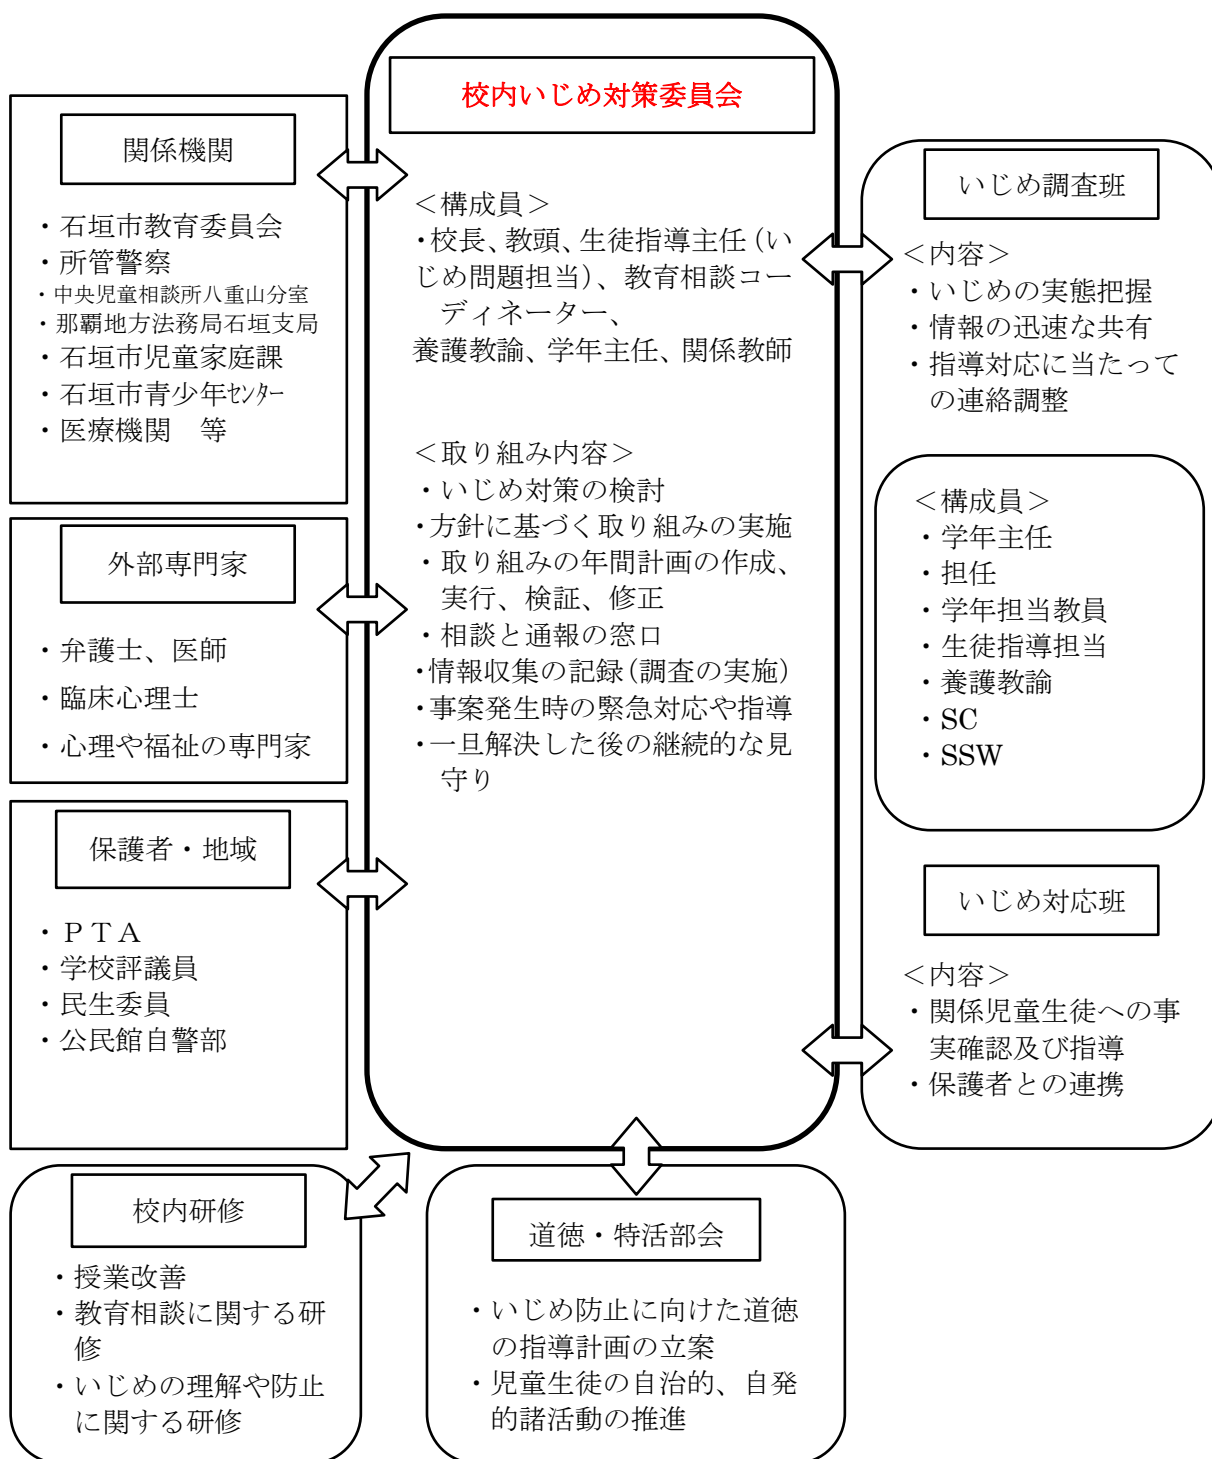 校内いじめ対策委員会
<構成員>
・校長、教頭、生徒指導主任(い
じめ問題担当)、教育相談コー
ディネーター、
養護教諭、学年主任、関係教師
<取り組み内容>
・いじめ対策の検討
・方針に基づく取り組みの実施
・取り組みの年間計画の作成、
実行、検証、修正
・相談と通報の窓口
・情報収集の記録(調査の実施)
・事案発生時の緊急対応や指導
・一旦解決した後の継続的な見
守り
関係機関
・石垣市教育委員会
・所管警察
・中央児童相談所八重山分室
・那覇地方法務局石垣支局
・石垣市児童家庭課
・石垣市青少年ｾﾝﾀｰ
・医療機関　等
外部専門家
・弁護士、医師
・臨床心理士
・心理や福祉の専門家
保護者・地域
・ＰＴＡ
・学校評議員
・民生委員
・公民館自警部
いじめ調査班
<内容>
・いじめの実態把握
・情報の迅速な共有
・指導対応に当たって
の連絡調整
<構成員>
・学年主任
・担任
・学年担当教員
・生徒指導担当
・養護教諭
・SC
・SSW
いじめ対応班
<内容>
・関係児童生徒への事
実確認及び指導
・保護者との連携
校内研修
・授業改善
・教育相談に関する研
修
・いじめの理解や防止
に関する研修
道徳・特活部会
・いじめ防止に向けた道徳
の指導計画の立案
・児童生徒の自治的、自発
的諸活動の推進